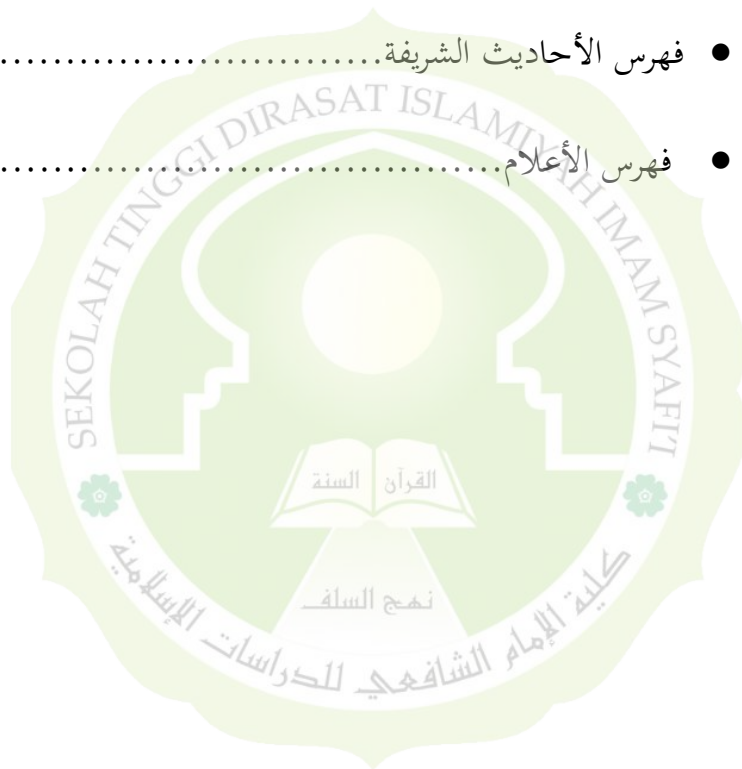 ● فهرس الأحاديث الشريفة..............................
● فهرس الأعلام.......................................
SEKOLAH TINGGI DIRASAT ISLAMIYAH IMAM SYAFI'I
القرآن السنة
نهج السلف
كلية الإمام الشافعي للدراسات الإسلامية